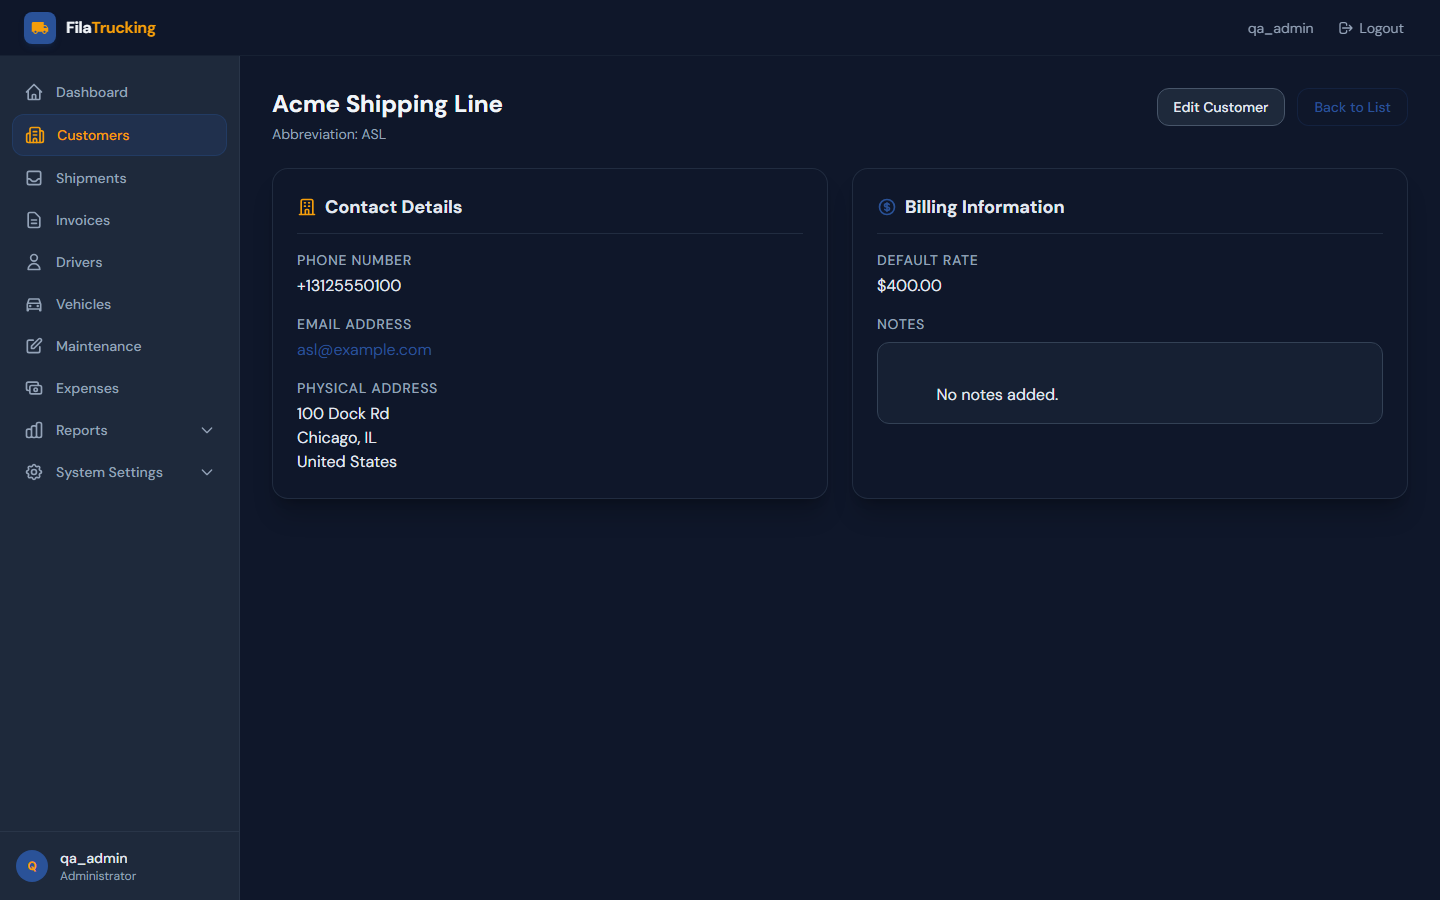 FilaTrucking
qa_admin
Logout
Dashboard
Customers
Shipments
Invoices
Drivers
Vehicles
Maintenance
Expenses
Reports
System Settings
Q
qa_admin
Administrator
Acme Shipping Line
Abbreviation: ASL
Edit Customer
Back to List
Contact Details
PHONE NUMBER
+13125550100
EMAIL ADDRESS
asl@example.com
PHYSICAL ADDRESS
100 Dock Rd
Chicago, IL
United States
Billing Information
DEFAULT RATE
$400.00
NOTES
No notes added.